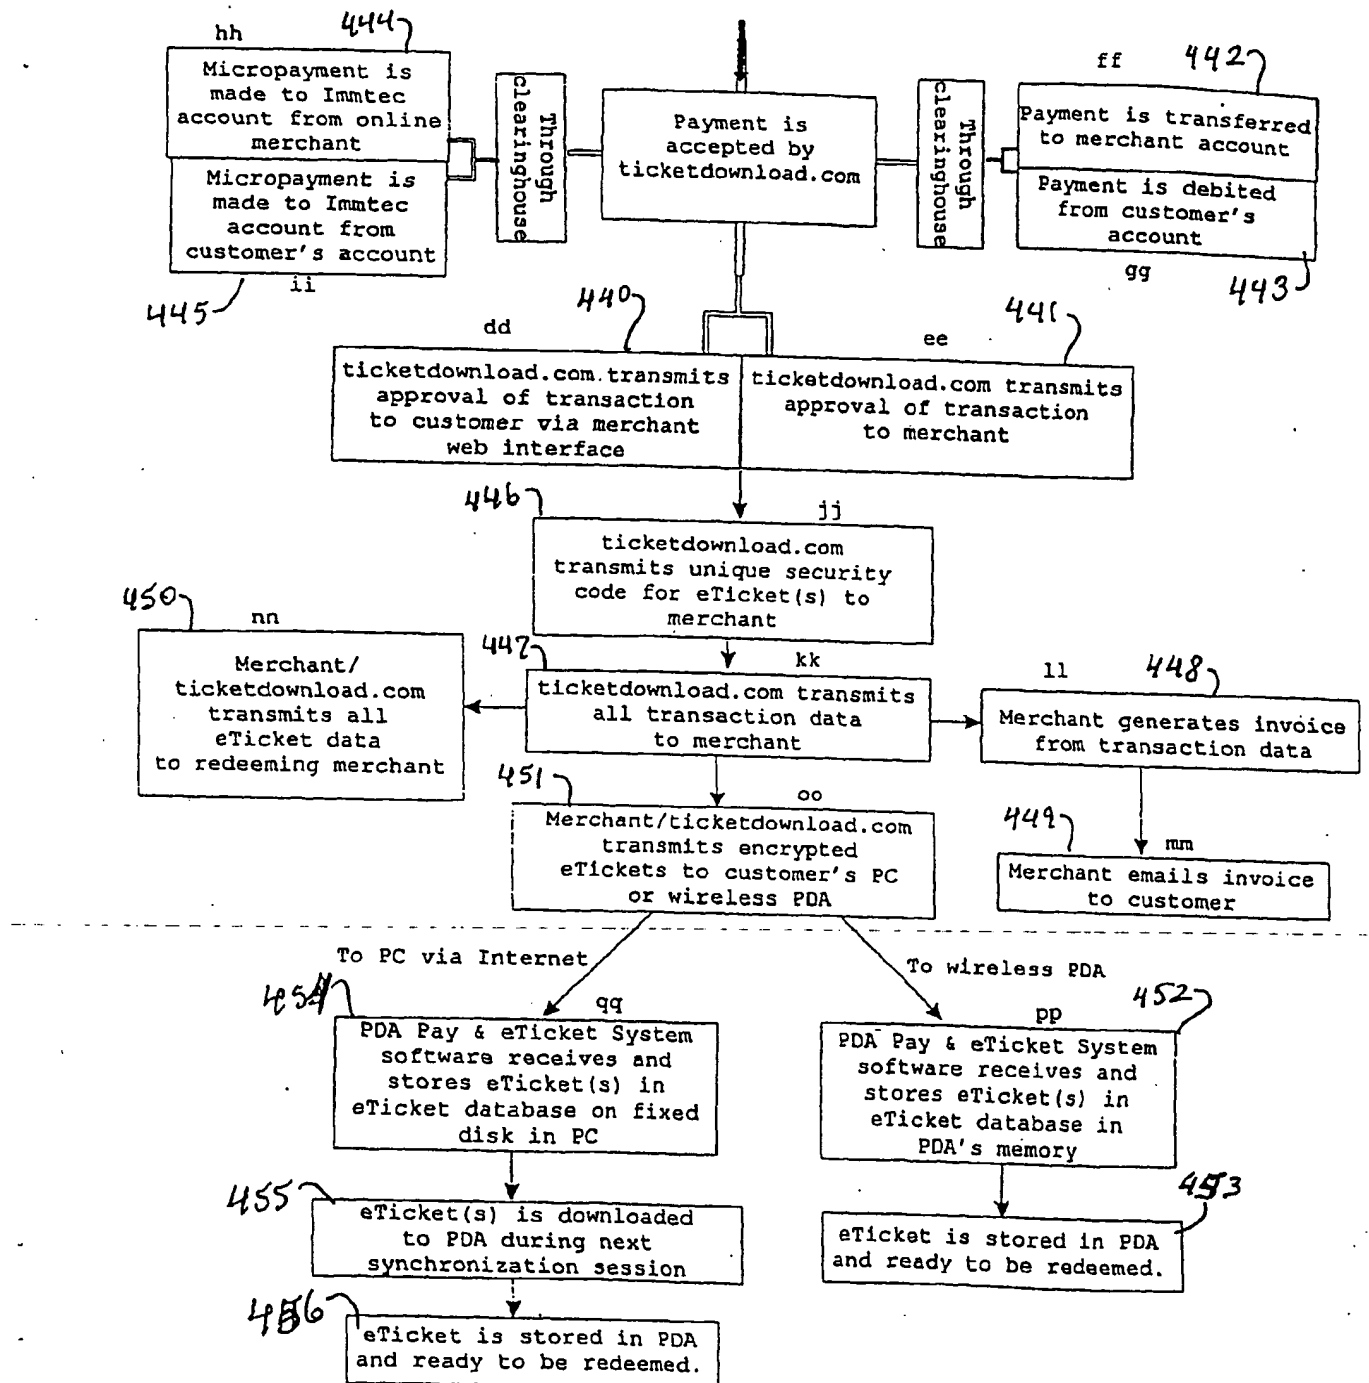 hh
444
Micropayment is
made to Immtec
account from online
merchant
Micropayment is
made to Immtec
account from
customer's account
ii
445
Through
clearinghouse
Payment is
accepted by
ticketdownload.com
Through
clearinghouse
ff
442
Payment is transferred
to merchant account
Payment is debited
from customer's
account
gg
443
dd
440
ticketdownload.com transmits
approval of transaction
to customer via merchant
web interface
ee
441
ticketdownload.com transmits
approval of transaction
to merchant
446
jj
ticketdownload.com
transmits unique security
code for eTicket(s) to
merchant
450
nn
Merchant/
ticketdownload.com
transmits all
eTicket data
to redeeming merchant
447
kk
ticketdownload.com transmits
all transaction data
to merchant
ll
448
Merchant generates invoice
from transaction data
451
oo
Merchant/ticketdownload.com
transmits encrypted
eTickets to customer's PC
or wireless PDA
449
mm
Merchant emails invoice
to customer
To PC via Internet
To wireless PDA
454
qq
PDA Pay & eTicket System
software receives and
stores eTicket(s) in
eTicket database on fixed
disk in PC
452
pp
PDA Pay & eTicket System
software receives and
stores eTicket(s) in
eTicket database in
PDA's memory
455
eTicket(s) is downloaded
to PDA during next
synchronization session
453
eTicket is stored in PDA
and ready to be redeemed.
456
eTicket is stored in PDA
and ready to be redeemed.